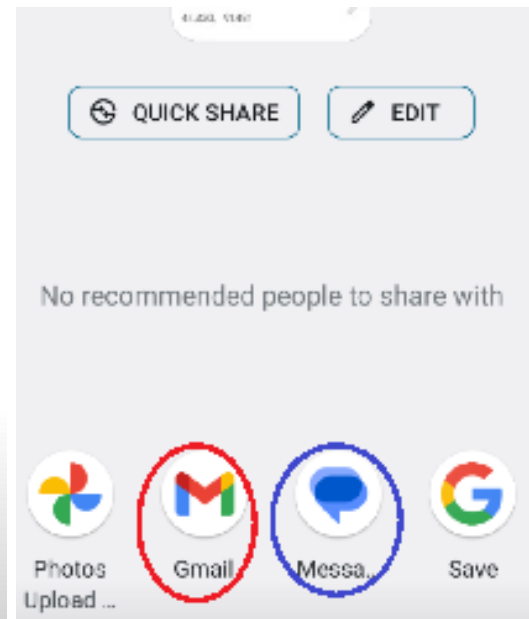 QUICK SHARE
EDIT
No recommended people to share with
Photos
Upload ...
Gmail
Messa...
Save